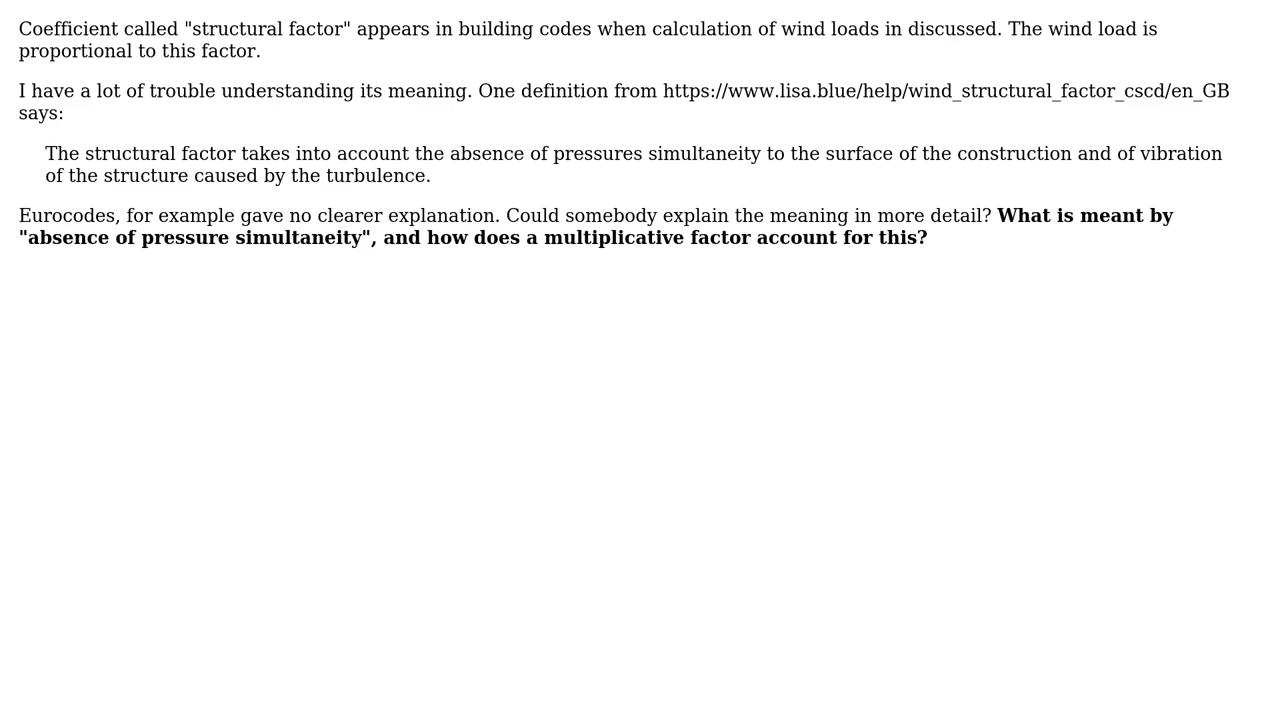 Coefficient called "structural factor" appears in building codes when calculation of wind loads in discussed. The wind load is
proportional to this factor.
I have a lot of trouble understanding its meaning. One definition from https://www.lisa.blue/help/wind_structural_factor_cscd/en_GB
says:
The structural factor takes into account the absence of pressures simultaneity to the surface of the construction and of vibration
of the structure caused by the turbulence.
Eurocodes, for example gave no clearer explanation. Could somebody explain the meaning in more detail? What is meant by
"absence of pressure simultaneity", and how does a multiplicative factor account for this?